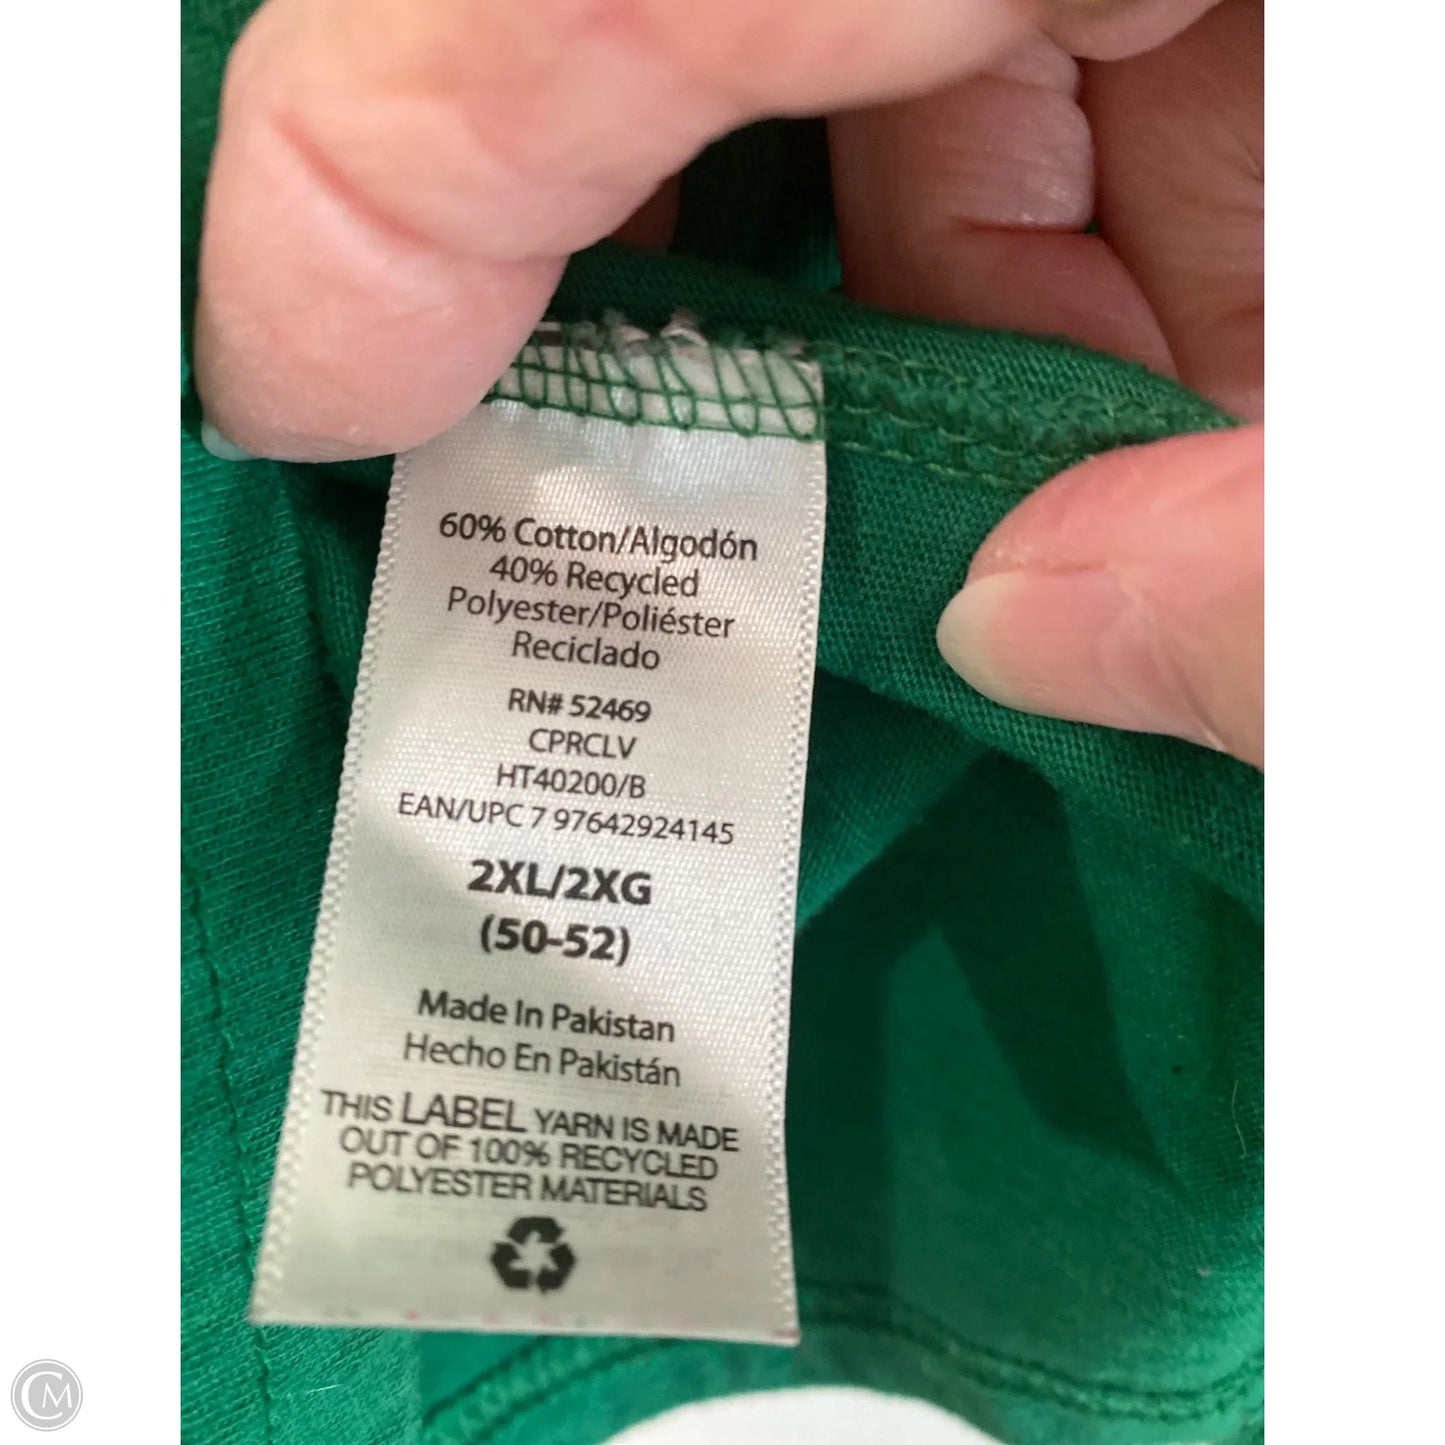 60% Cotton/Algodón
40% Recycled
Polyester/Poliéster
Reciclado
RN# 52469
CPRCLV
HT40200/B
EAN/UPC 7 97642924145
2XL/2XG
(50-52)
Made In Pakistan
Hecho En Pakistán
THIS LABEL YARN IS MADE
OUT OF 100% RECYCLED
POLYESTER MATERIALS
CM